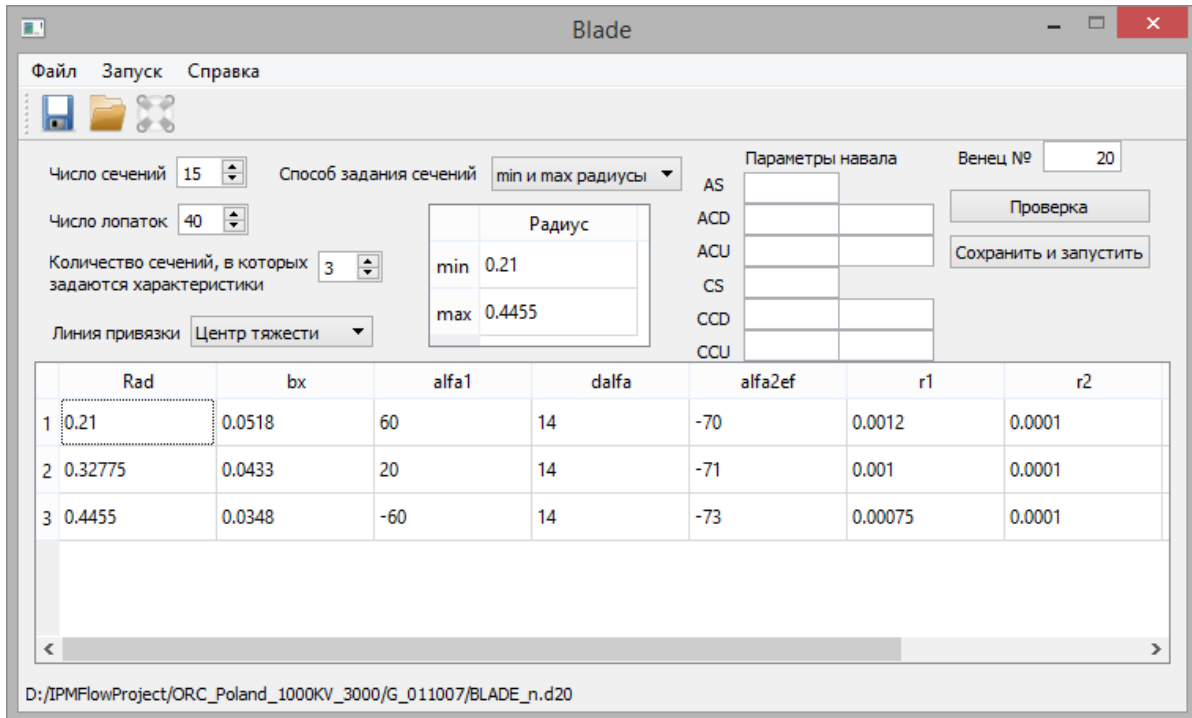 Blade
Файл Запуск Справка
Число сечений 15 Способ задания сечений min и max радиусы
Параметры навала
Венец № 20
AS
Число лопаток 40
Радиус
ACD
Проверка
Количество сечений, в которых задаются характеристики 3
min 0.21
ACU
Сохранить и запустить
max 0.4455
CS
Линия привязки Центр тяжести
CCD
CCU
Rad bx alfa1 dalfa alfa2ef r1 r2
1 0.21 0.0518 60 14 -70 0.0012 0.0001
2 0.32775 0.0433 20 14 -71 0.001 0.0001
3 0.4455 0.0348 -60 14 -73 0.00075 0.0001
D:/IPMFlowProject/ORC_Poland_1000KV_3000/G_011007/BLADE_n.d20